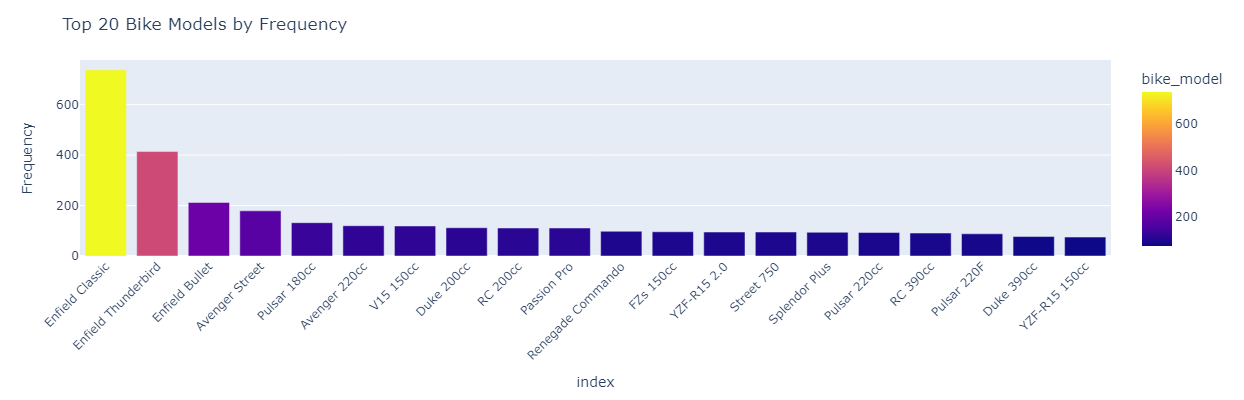 Top 20 Bike Models by Frequency
Frequency
600
400
200
0
Enfield Classic
Enfield Thunderbird
Enfield Bullet
Avenger Street
Pulsar 180cc
Avenger 220cc
V15 150cc
Duke 200cc
RC 200cc
Passion Pro
Renegade Commando
FZs 150cc
YZF-R15 2.0
Street 750
Splendor Plus
Pulsar 220cc
RC 390cc
Pulsar 220F
Duke 390cc
YZF-R15 150cc
index
bike_model
600
400
200